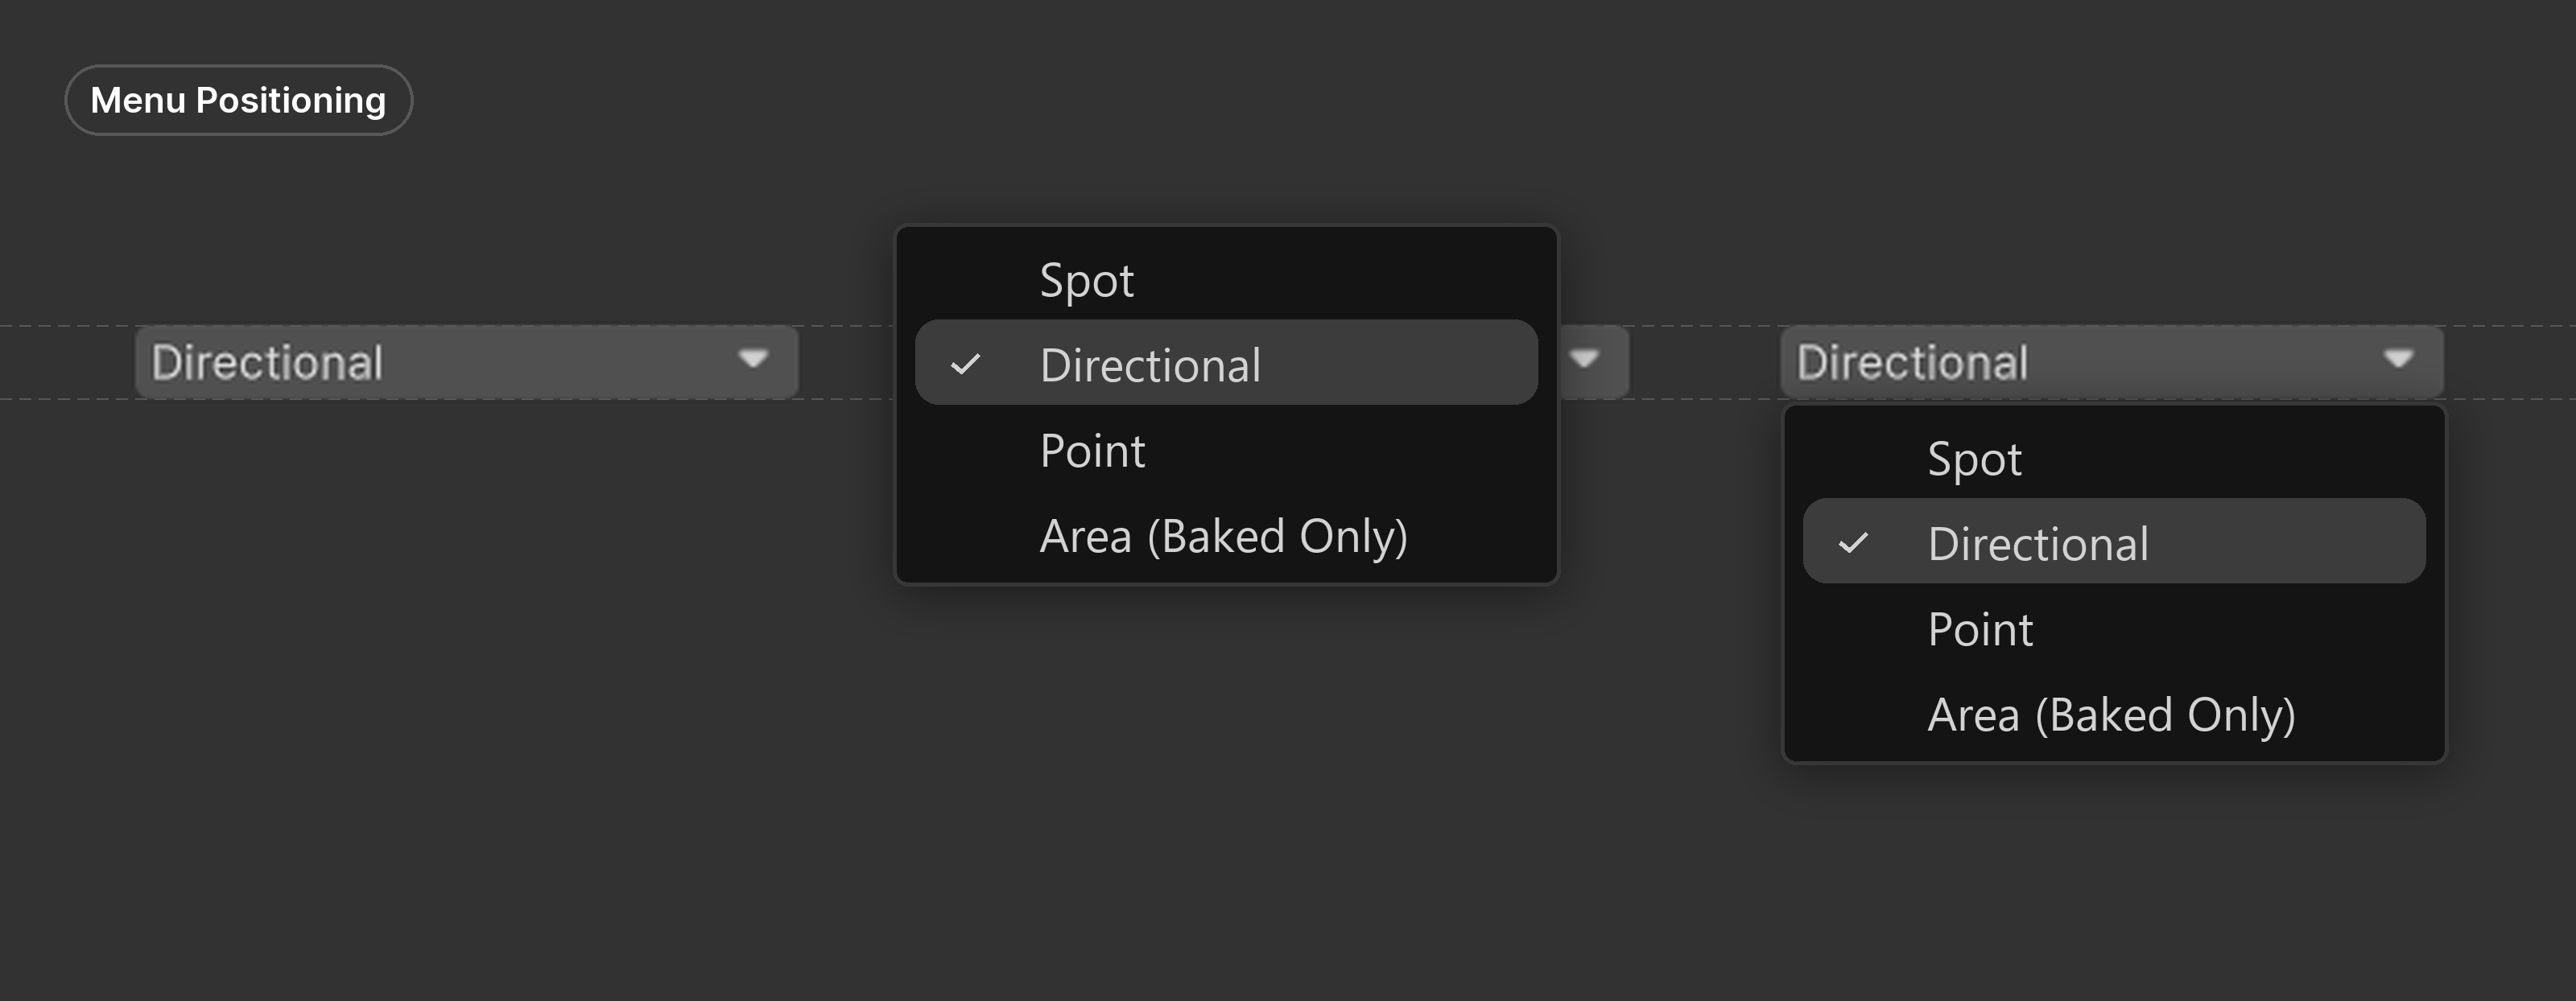 Menu Positioning
Directional
Spot
Directional
Point
Area (Baked Only)
Directional
Spot
Directional
Point
Area (Baked Only)